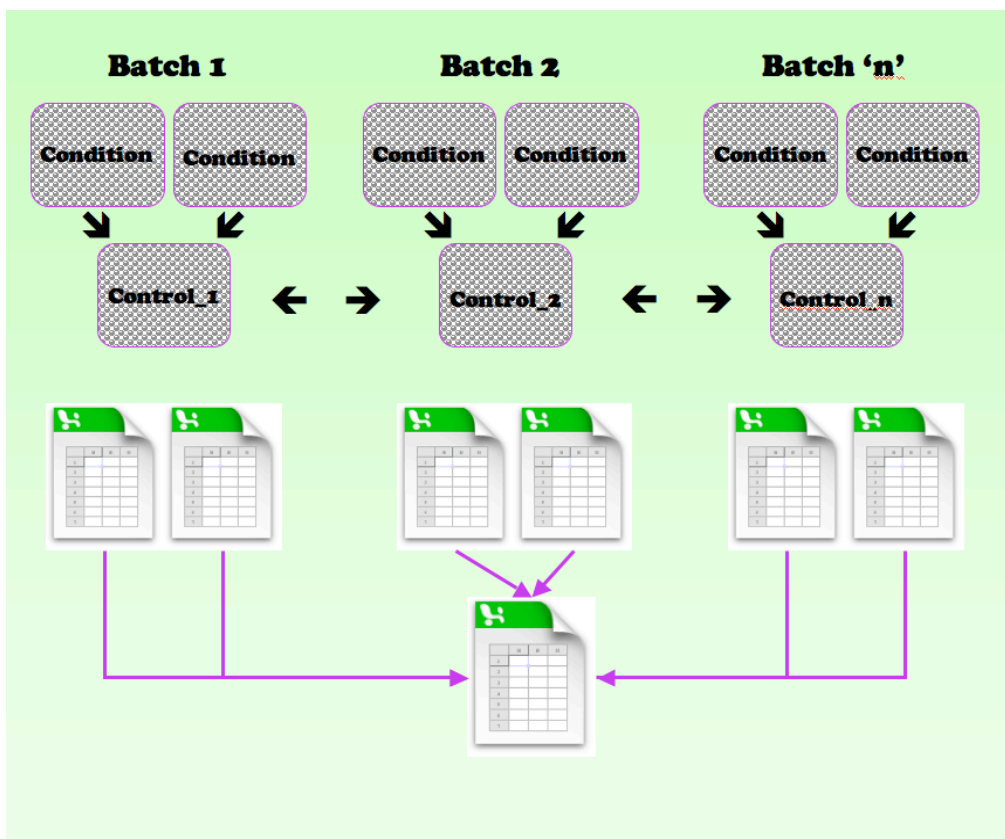 Batch 1 Batch 2 Batch ‘n’
Condition Condition Condition Condition Condition Condition
Control_1 Control_2 Control_n